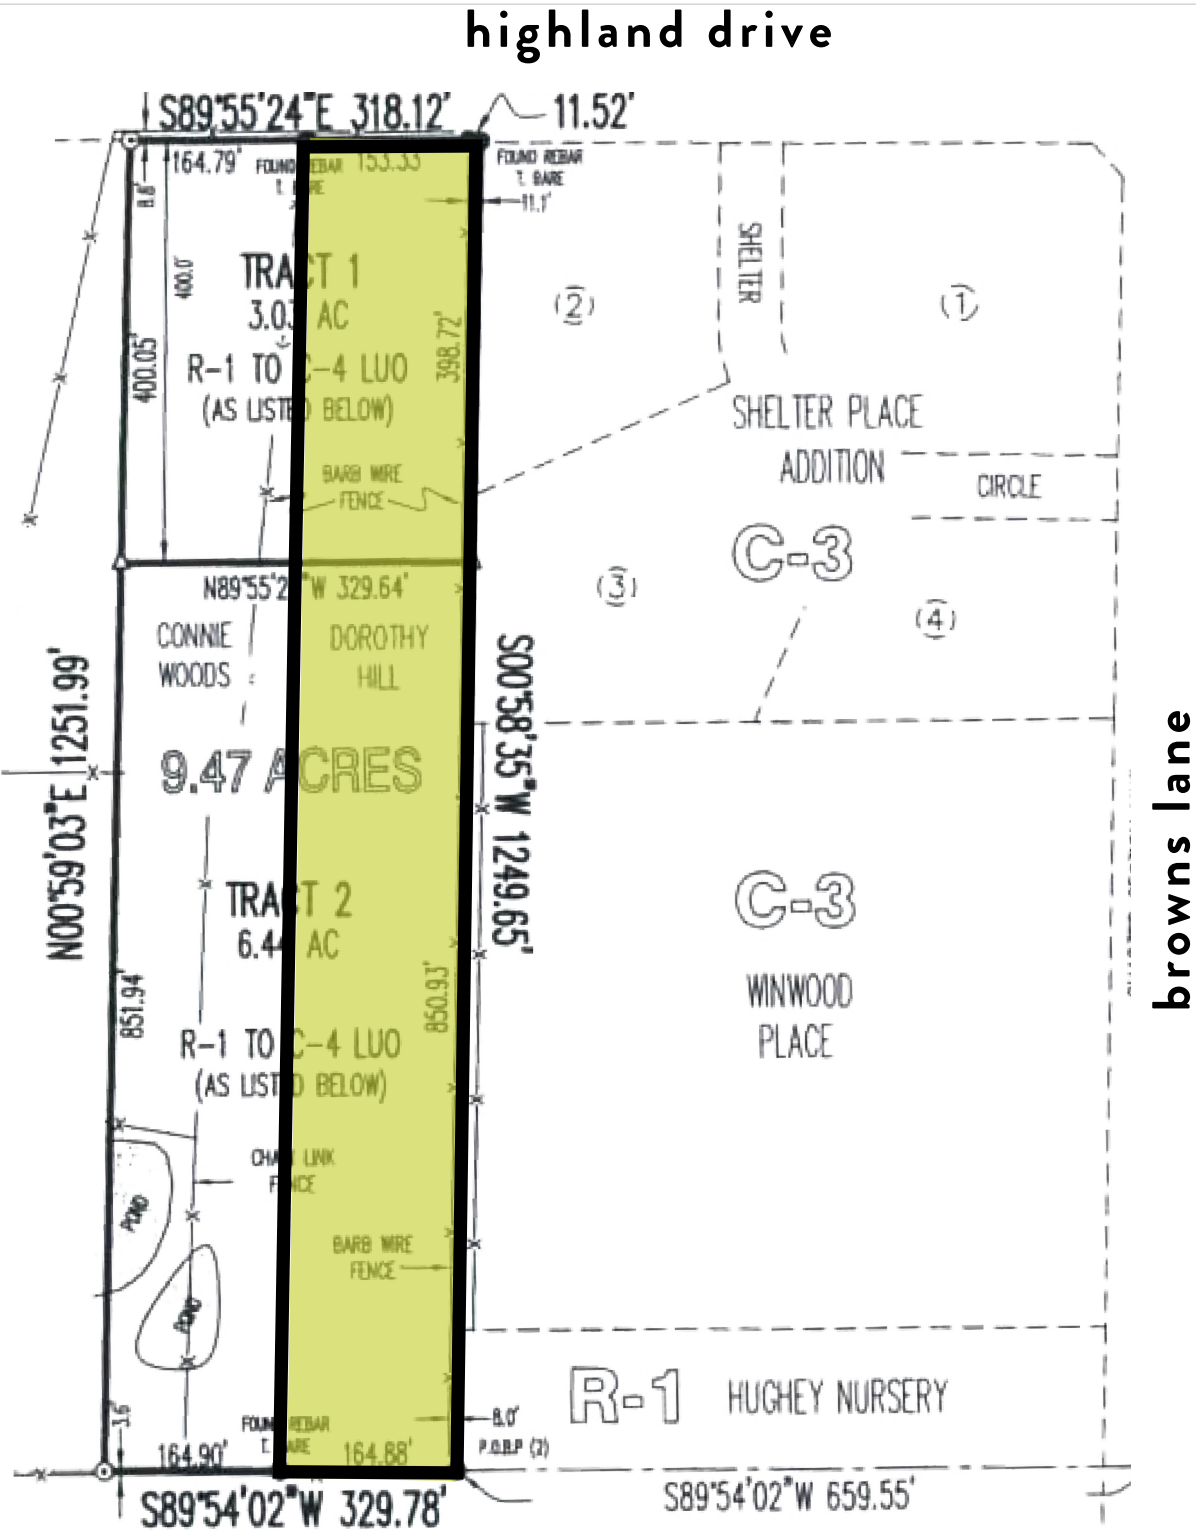 highland drive
S89°55'24"E 318.12'
11.52'
164.79'
FOUND REBAR
153.33'
FOUND REBAR
T. BARE
8.6'
11.1'
TRACT 1
3.03 AC
400.0'
R-1 TO C-4 LUO
(AS LISTED BELOW)
400.05'
398.72'
BARB WIRE
FENCE
SHELTER
(2)
(1)
SHELTER PLACE
ADDITION
CIRCLE
C-3
(3)
(4)
N89°55'2 "W 329.64'
CONNIE
WOODS
DOROTHY
HILL
9.47 ACRES
N00°59'03"E 1251.99'
S00°58'35"W 1249.65'
TRACT 2
6.44 AC
851.94'
850.93'
R-1 TO C-4 LUO
(AS LISTED BELOW)
C-3
WINWOOD
PLACE
browns lane
CHAIN LINK
FENCE
POND
POND
BARB WIRE
FENCE
R-1 HUGHEY NURSERY
3.6'
FOUND REBAR
T. BARE
8.0'
P.O.B.P (2)
164.90'
164.88'
S89°54'02"W 329.78'
S89°54'02"W 659.55'